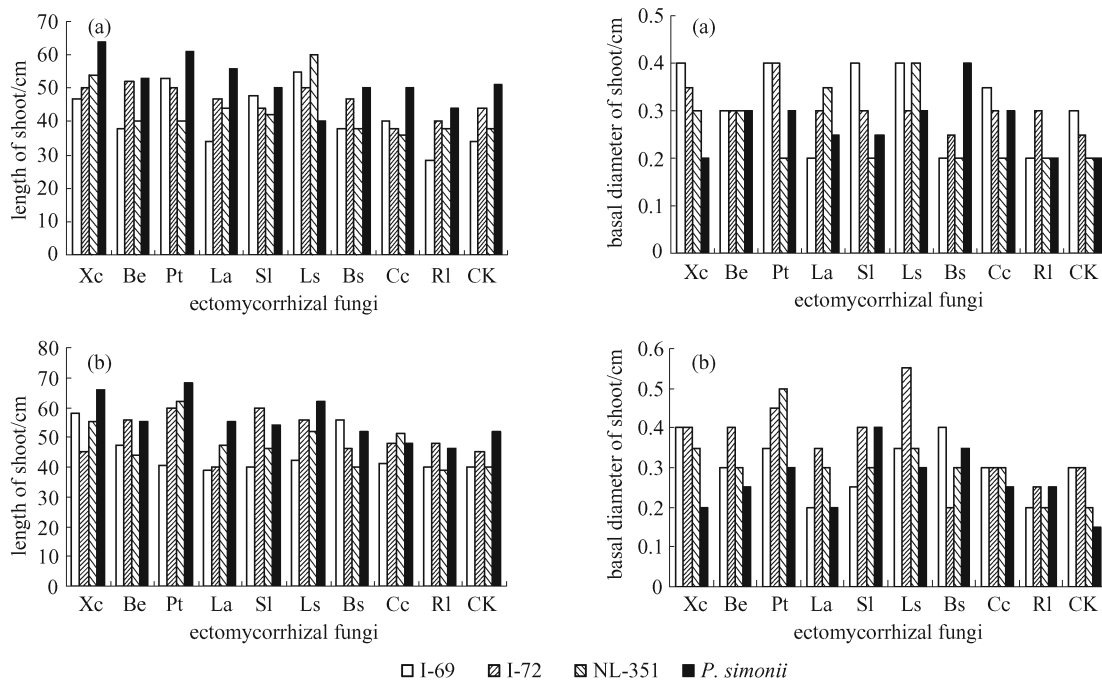 (a)
length of shoot/cm
70
60
50
40
30
20
10
0
Xc Be Pt La Sl Ls Bs Cc Rl CK
ectomycorrhizal fungi
(a)
basal diameter of shoot/cm
0.5
0.4
0.3
0.2
0.1
0
Xc Be Pt La Sl Ls Bs Cc Rl CK
ectomycorrhizal fungi
(b)
length of shoot/cm
80
70
60
50
40
30
20
10
0
Xc Be Pt La Sl Ls Bs Cc Rl CK
ectomycorrhizal fungi
(b)
basal diameter of shoot/cm
0.6
0.5
0.4
0.3
0.2
0.1
0
Xc Be Pt La Sl Ls Bs Cc Rl CK
ectomycorrhizal fungi
I-69 I-72 NL-351 P. simonii